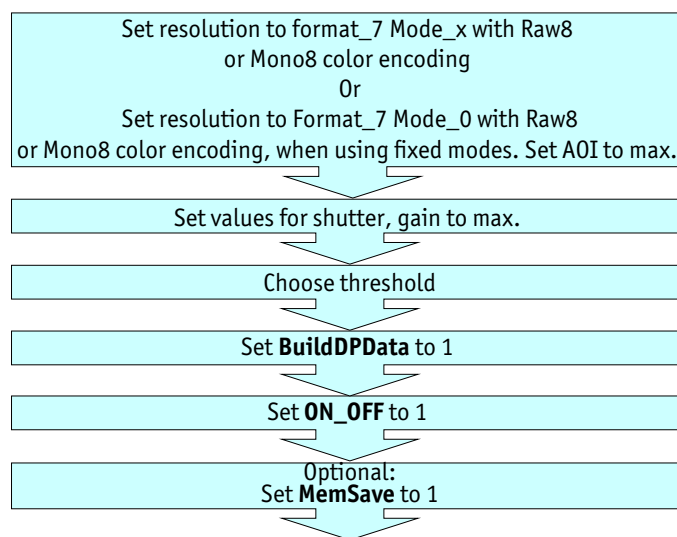 Set resolution to format_7 Mode_x with Raw8
or Mono8 color encoding
Or
Set resolution to Format_7 Mode_0 with Raw8
or Mono8 color encoding, when using fixed modes. Set AOI to max.
Set values for shutter, gain to max.
Choose threshold
Set BuildDPData to 1
Set ON_OFF to 1
Optional:
Set MemSave to 1